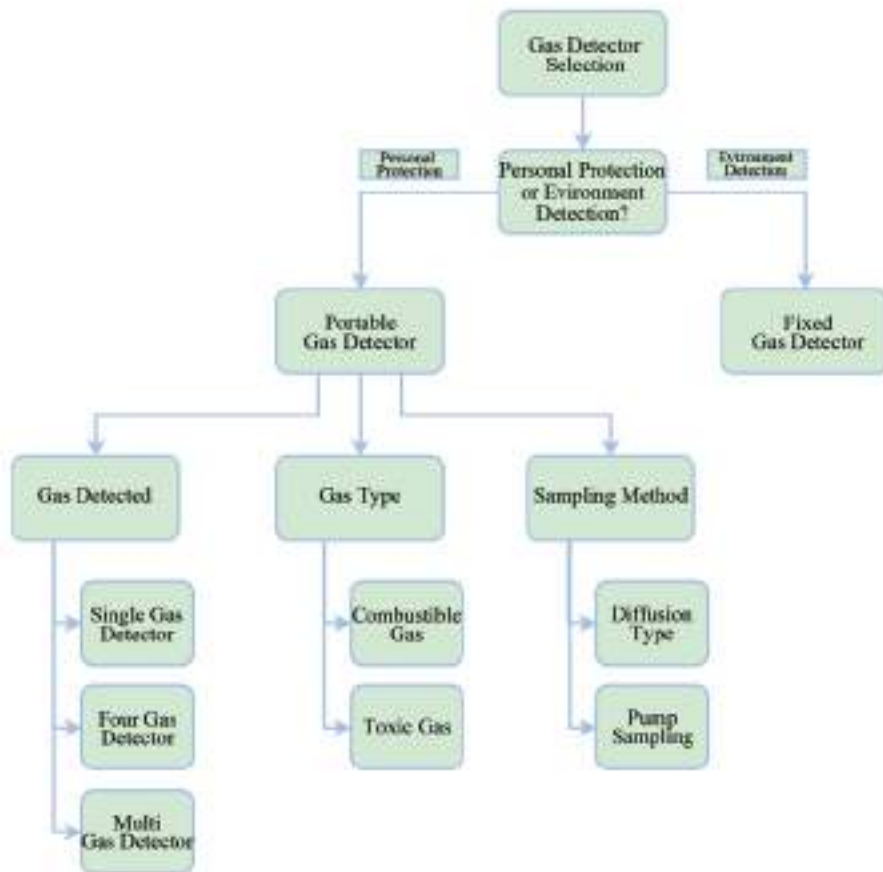 Gas Detector
Selection
Personal
Protection
Personal Protection
or Evironment
Detection?
Evironment
Detection
Portable
Gas Detector
Fixed
Gas Detector
Gas Detected
Gas Type
Sampling Method
Single Gas
Detector
Combustible
Gas
Diffusion
Type
Four Gas
Detector
Toxic Gas
Pump
Sampling
Multi
Gas Detector